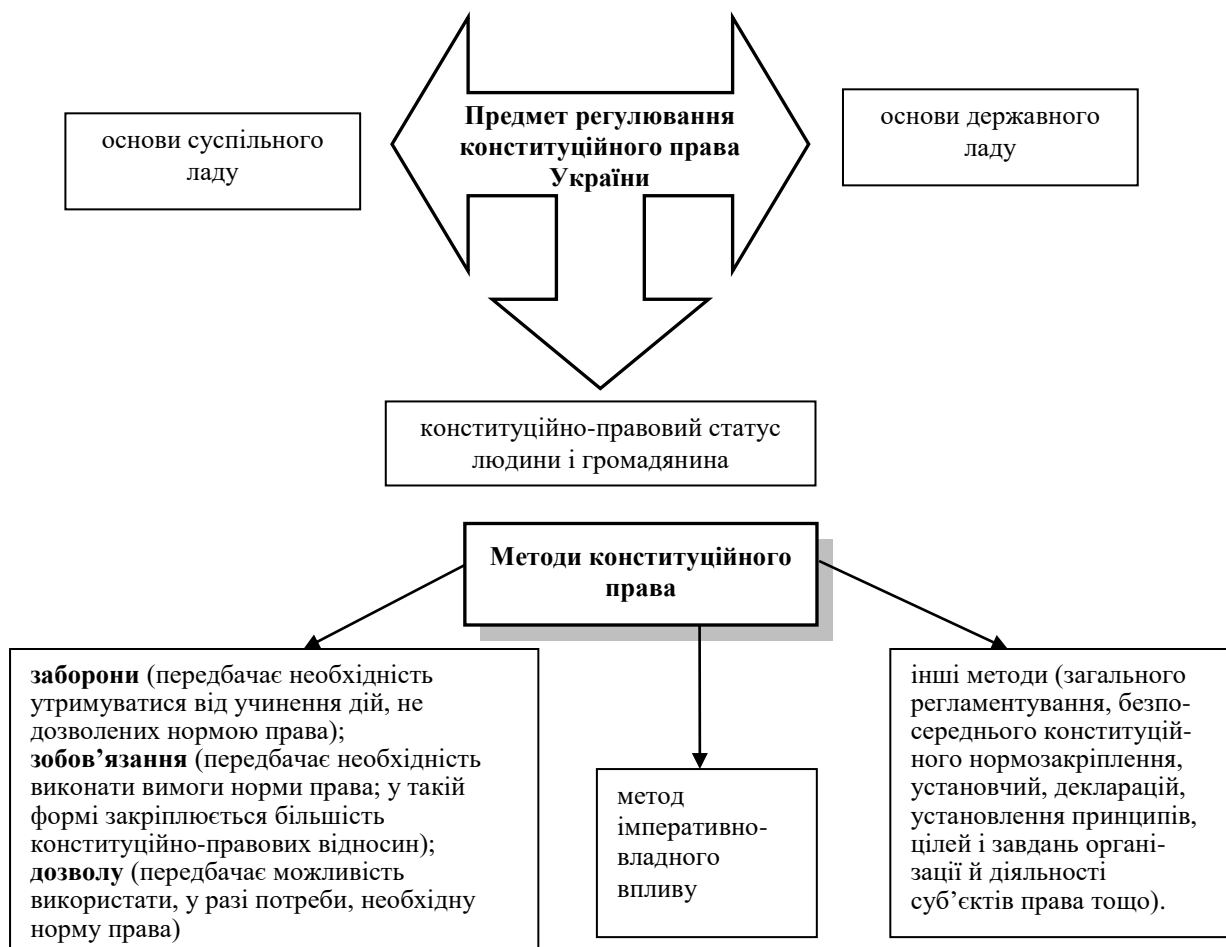 Предмет регулювання
конституційного права
України
основи суспільного
ладу
основи державного
ладу
конституційно-правовий статус
людини і громадянина
Методи конституційного
права
заборони (передбачає необхідність
утримуватися від учинення дій, не
дозволених нормою права);
зобов’язання (передбачає необхідність
виконати вимоги норми права; у такій
формі закріплюється більшість
конституційно-правових відносин);
дозволу (передбачає можливість
використати, у разі потреби, необхідну
норму права)
метод
імперативно-
владного
впливу
інші методи (загального
регламентування, безпо-
середнього конституцій-
ного нормозакріплення,
установчий, декларацій,
установлення принципів,
цілей і завдань органі-
зації й діяльності
суб’єктів права тощо).